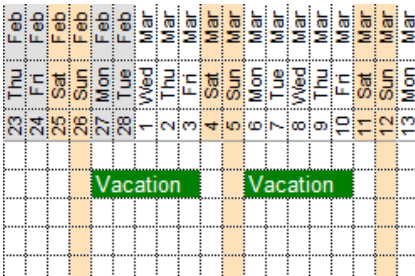 Feb Feb Feb Feb Feb Feb Mar Mar Mar Mar Mar Mar Mar Mar Mar Mar Mar Mar Mar
Thu Fri Sat Sun Mon Tue Wed Thu Fri Sat Sun Mon Tue Wed Thu Fri Sat Sun Mon
23 24 25 26 27 28 1 2 3 4 5 6 7 8 9 10 11 12 13
Vacation Vacation